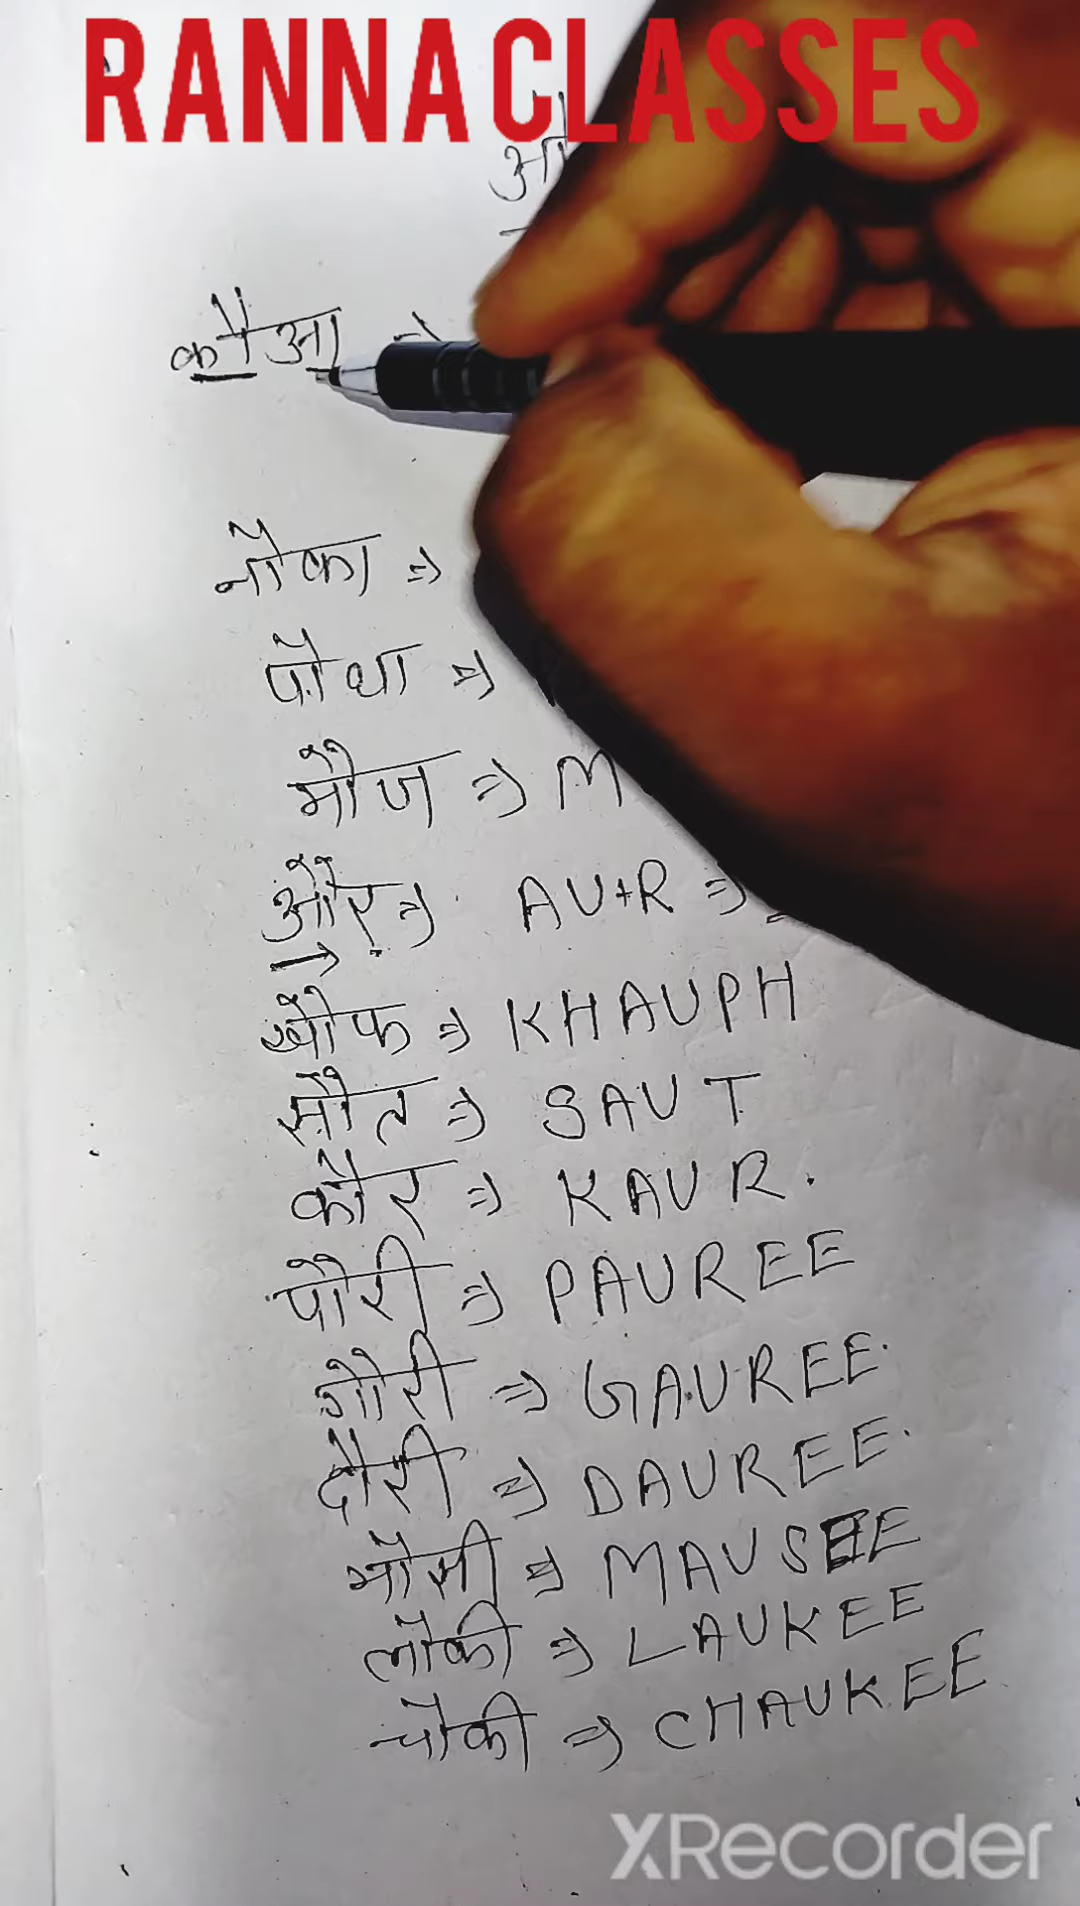 RANNA CLASSES
कौआ →
नौका ⇒
पौधा ⇒
मौज ⇒ M
और ⇒ AU+R ⇒
खौफ ⇒ KHAUPH
सौत ⇒ SAUT
कौर ⇒ KAUR.
पौरी ⇒ PAUREE
गौरी ⇒ GAUREE.
दौरी ⇒ DAUREE.
मौसी ⇒ MAUSEE
लौकी ⇒ LAUKEE
चौकी ⇒ CHAUKEE
XRecorder